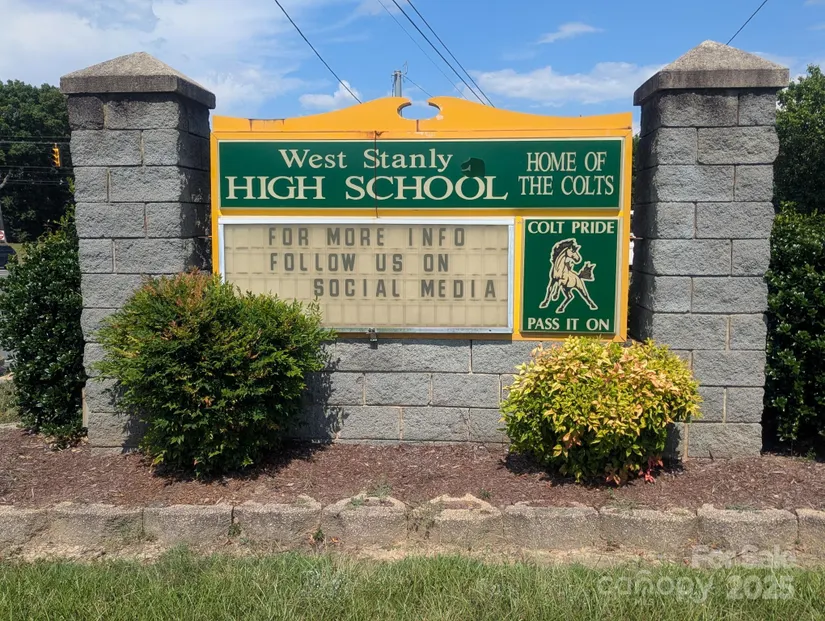 West Stanly
HIGH SCHOOL
HOME OF
THE COLTS
FOR MORE INFO
FOLLOW US ON
SOCIAL MEDIA
COLT PRIDE
PASS IT ON
For Sale
canopy 2025